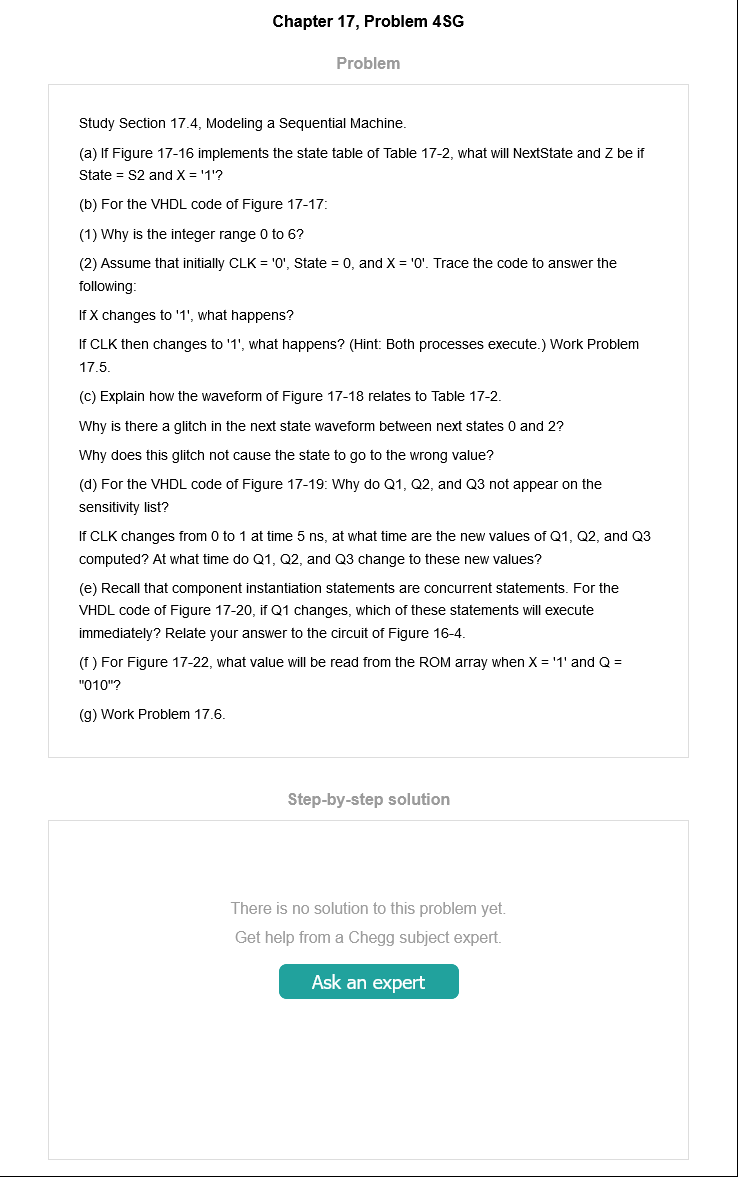 Chapter 17, Problem 4SG
Problem
Study Section 17.4, Modeling a Sequential Machine.
(a) If Figure 17-16 implements the state table of Table 17-2, what will NextState and Z be if
State = S2 and X = '1'?
(b) For the VHDL code of Figure 17-17:
(1) Why is the integer range 0 to 6?
(2) Assume that initially CLK = '0', State = 0, and X = '0'. Trace the code to answer the
following:
If X changes to '1', what happens?
If CLK then changes to '1', what happens? (Hint: Both processes execute.) Work Problem
17.5.
(c) Explain how the waveform of Figure 17-18 relates to Table 17-2.
Why is there a glitch in the next state waveform between next states 0 and 2?
Why does this glitch not cause the state to go to the wrong value?
(d) For the VHDL code of Figure 17-19: Why do Q1, Q2, and Q3 not appear on the
sensitivity list?
If CLK changes from 0 to 1 at time 5 ns, at what time are the new values of Q1, Q2, and Q3
computed? At what time do Q1, Q2, and Q3 change to these new values?
(e) Recall that component instantiation statements are concurrent statements. For the
VHDL code of Figure 17-20, if Q1 changes, which of these statements will execute
immediately? Relate your answer to the circuit of Figure 16-4.
(f ) For Figure 17-22, what value will be read from the ROM array when X = '1' and Q =
"010"?
(g) Work Problem 17.6.
Step-by-step solution
There is no solution to this problem yet.
Get help from a Chegg subject expert.
Ask an expert